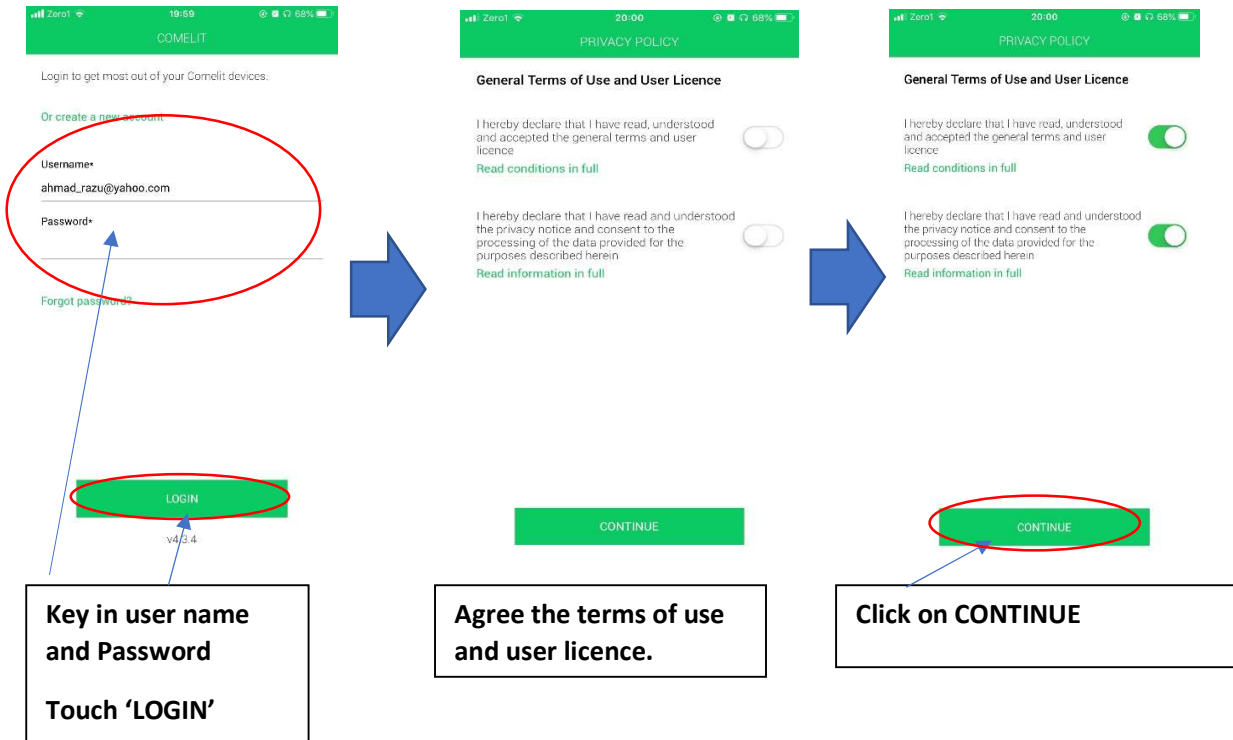 Zero1 19:59 68%
COMELIT
Login to get most out of your Comelit devices.
Or create a new account
Username*
ahmad_razu@yahoo.com
Password*
Forgot password?
LOGIN
v4.3.4
Key in user name
and Password
Touch ‘LOGIN’
Zero1 20:00 68%
PRIVACY POLICY
General Terms of Use and User Licence
I hereby declare that I have read, understood
and accepted the general terms and user
licence
Read conditions in full
I hereby declare that I have read and understood
the privacy notice and consent to the
processing of the data provided for the
purposes described herein
Read information in full
CONTINUE
Agree the terms of use
and user licence.
Zero1 20:00 68%
PRIVACY POLICY
General Terms of Use and User Licence
I hereby declare that I have read, understood
and accepted the general terms and user
licence
Read conditions in full
I hereby declare that I have read and understood
the privacy notice and consent to the
processing of the data provided for the
purposes described herein
Read information in full
CONTINUE
Click on CONTINUE